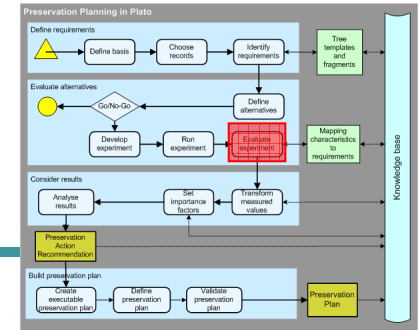 Preservation Planning in Plato
Define requirements
Define basis
Choose
records
Identify
requirements
Tree
templates
and
fragments
Evaluate alternatives
Go/No-Go
Define
alternatives
Develop
experiment
Run
experiment
Evaluate
experiment
Mapping
characteristics
to
requirements
Knowledge base
Consider results
Analyse
results
Set
importance
factors
Transform
measured
values
Preservation
Action
Recommendation
Build preservation plan
Create
executable
preservation plan
Define
preservation
plan
Validate
preservation
plan
Preservation
Plan